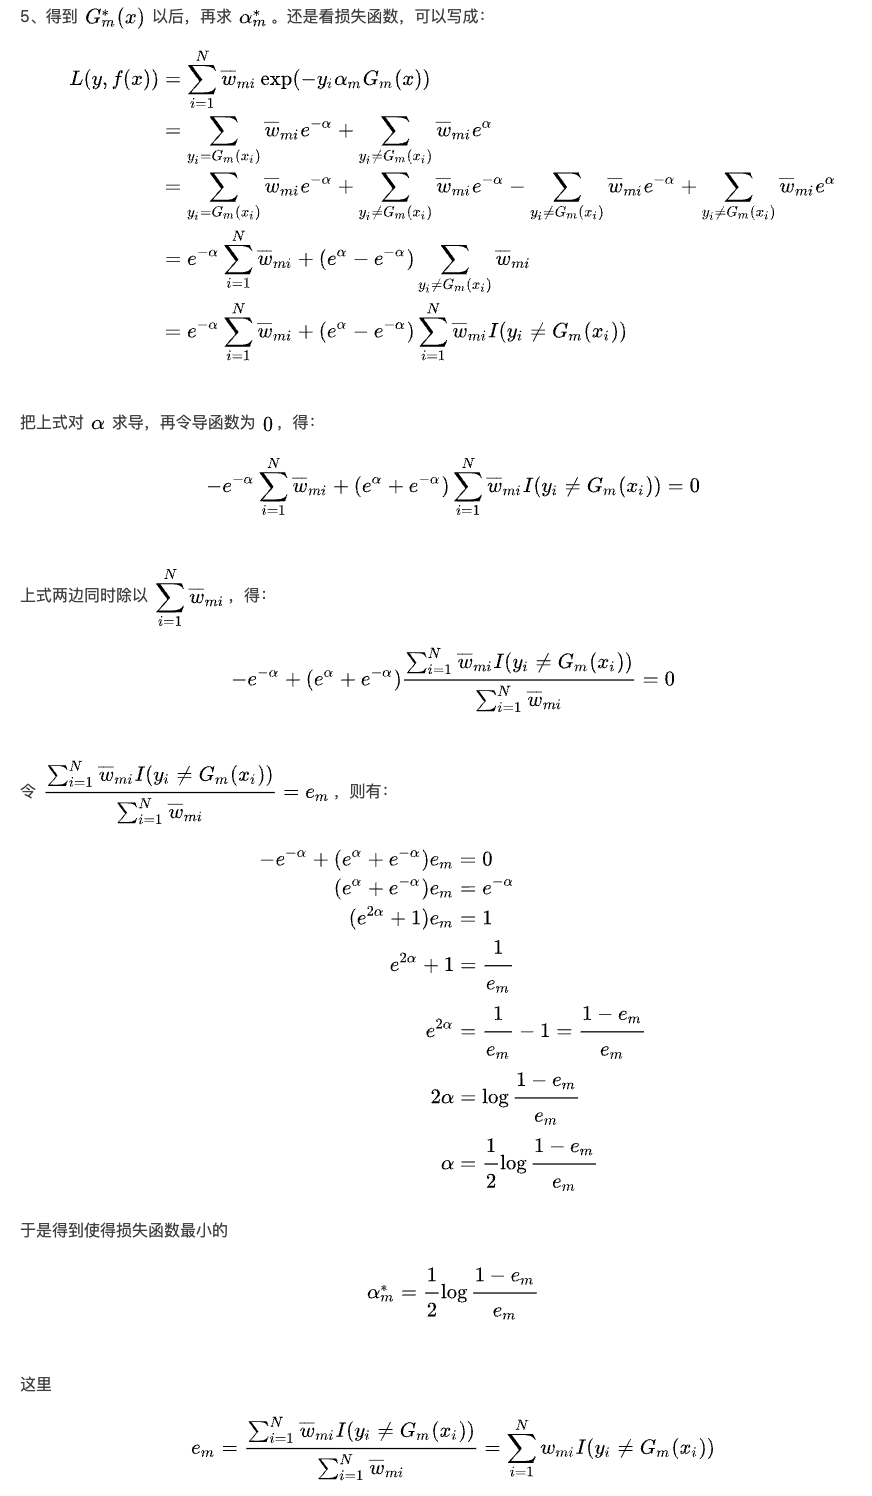 5、得到 $G_m^*(x)$ 以后，再求 $\alpha_m^*$ 。还是看损失函数，可以写成：
$L(y, f(x)) = \sum_{i=1}^{N} \overline{w}_{mi} \exp(-y_i \alpha_m G_m(x))$
$= \sum_{y_i = G_m(x_i)} \overline{w}_{mi} e^{-\alpha} + \sum_{y_i \neq G_m(x_i)} \overline{w}_{mi} e^{\alpha}$
$= \sum_{y_i = G_m(x_i)} \overline{w}_{mi} e^{-\alpha} + \sum_{y_i \neq G_m(x_i)} \overline{w}_{mi} e^{-\alpha} - \sum_{y_i \neq G_m(x_i)} \overline{w}_{mi} e^{-\alpha} + \sum_{y_i \neq G_m(x_i)} \overline{w}_{mi} e^{\alpha}$
$= e^{-\alpha} \sum_{i=1}^{N} \overline{w}_{mi} + (e^{\alpha} - e^{-\alpha}) \sum_{y_i \neq G_m(x_i)} \overline{w}_{mi}$
$= e^{-\alpha} \sum_{i=1}^{N} \overline{w}_{mi} + (e^{\alpha} - e^{-\alpha}) \sum_{i=1}^{N} \overline{w}_{mi} I(y_i \neq G_m(x_i))$
把上式对 $\alpha$ 求导，再令导函数为 $0$，得：
$-e^{-\alpha} \sum_{i=1}^{N} \overline{w}_{mi} + (e^{\alpha} + e^{-\alpha}) \sum_{i=1}^{N} \overline{w}_{mi} I(y_i \neq G_m(x_i)) = 0$
上式两边同时除以 $\sum_{i=1}^{N} \overline{w}_{mi}$，得：
$-e^{-\alpha} + (e^{\alpha} + e^{-\alpha}) \frac{\sum_{i=1}^{N} \overline{w}_{mi} I(y_i \neq G_m(x_i))}{\sum_{i=1}^{N} \overline{w}_{mi}} = 0$
令 $\frac{\sum_{i=1}^{N} \overline{w}_{mi} I(y_i \neq G_m(x_i))}{\sum_{i=1}^{N} \overline{w}_{mi}} = e_m$，则有：
$-e^{-\alpha} + (e^{\alpha} + e^{-\alpha}) e_m = 0$
$(e^{\alpha} + e^{-\alpha}) e_m = e^{-\alpha}$
$(e^{2\alpha} + 1) e_m = 1$
$e^{2\alpha} + 1 = \frac{1}{e_m}$
$e^{2\alpha} = \frac{1}{e_m} - 1 = \frac{1 - e_m}{e_m}$
$2\alpha = \log \frac{1 - e_m}{e_m}$
$\alpha = \frac{1}{2} \log \frac{1 - e_m}{e_m}$
于是得到使得损失函数最小的
$\alpha_m^* = \frac{1}{2} \log \frac{1 - e_m}{e_m}$
这里
$e_m = \frac{\sum_{i=1}^{N} \overline{w}_{mi} I(y_i \neq G_m(x_i))}{\sum_{i=1}^{N} \overline{w}_{mi}} = \sum_{i=1}^{N} w_{mi} I(y_i \neq G_m(x_i))$